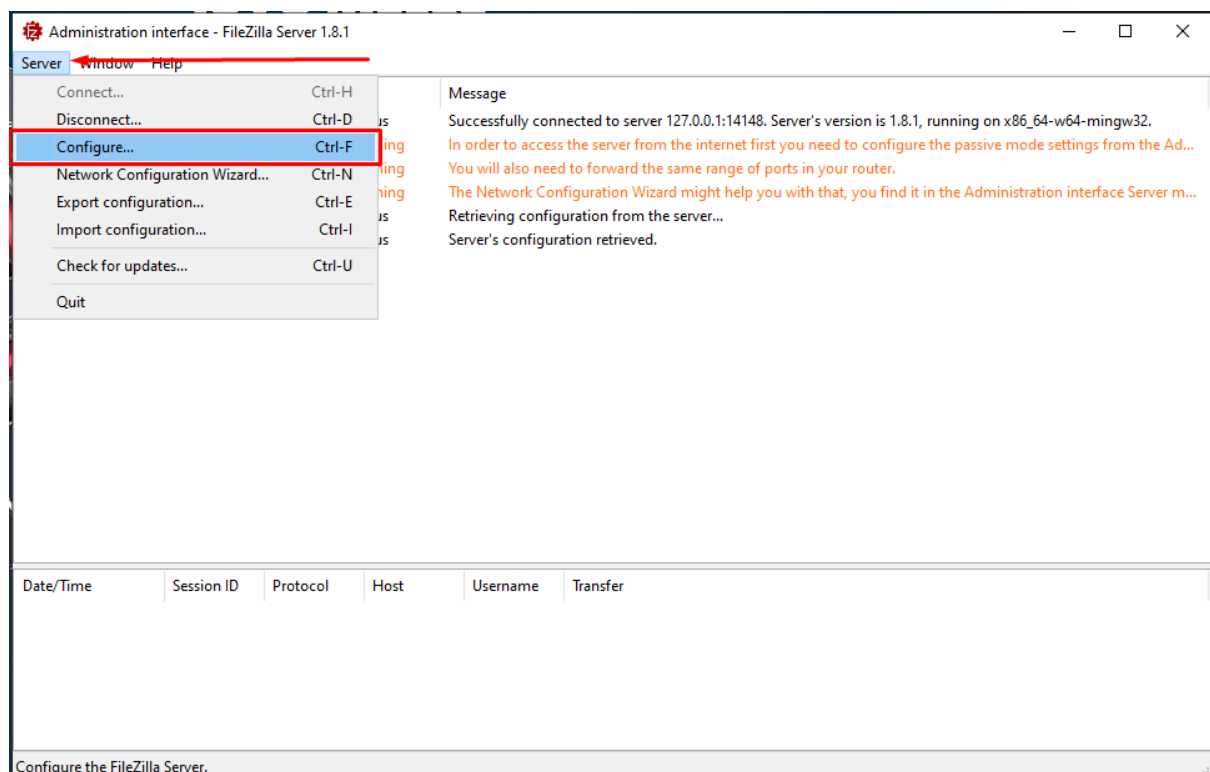 Administration interface - FileZilla Server 1.8.1
Server Window Help
Connect... Ctrl-H
Message
Disconnect... Ctrl-D
us Successfully connected to server 127.0.0.1:14148. Server's version is 1.8.1, running on x86_64-w64-mingw32.
Configure... Ctrl-F
ing In order to access the server from the internet first you need to configure the passive mode settings from the Ad...
Network Configuration Wizard... Ctrl-N
ning You will also need to forward the same range of ports in your router.
Export configuration... Ctrl-E
ning The Network Configuration Wizard might help you with that, you find it in the Administration interface Server m...
Import configuration... Ctrl-I
us Retrieving configuration from the server...
us Server's configuration retrieved.
Check for updates... Ctrl-U
Quit
Date/Time Session ID Protocol Host Username Transfer
Configure the FileZilla Server.